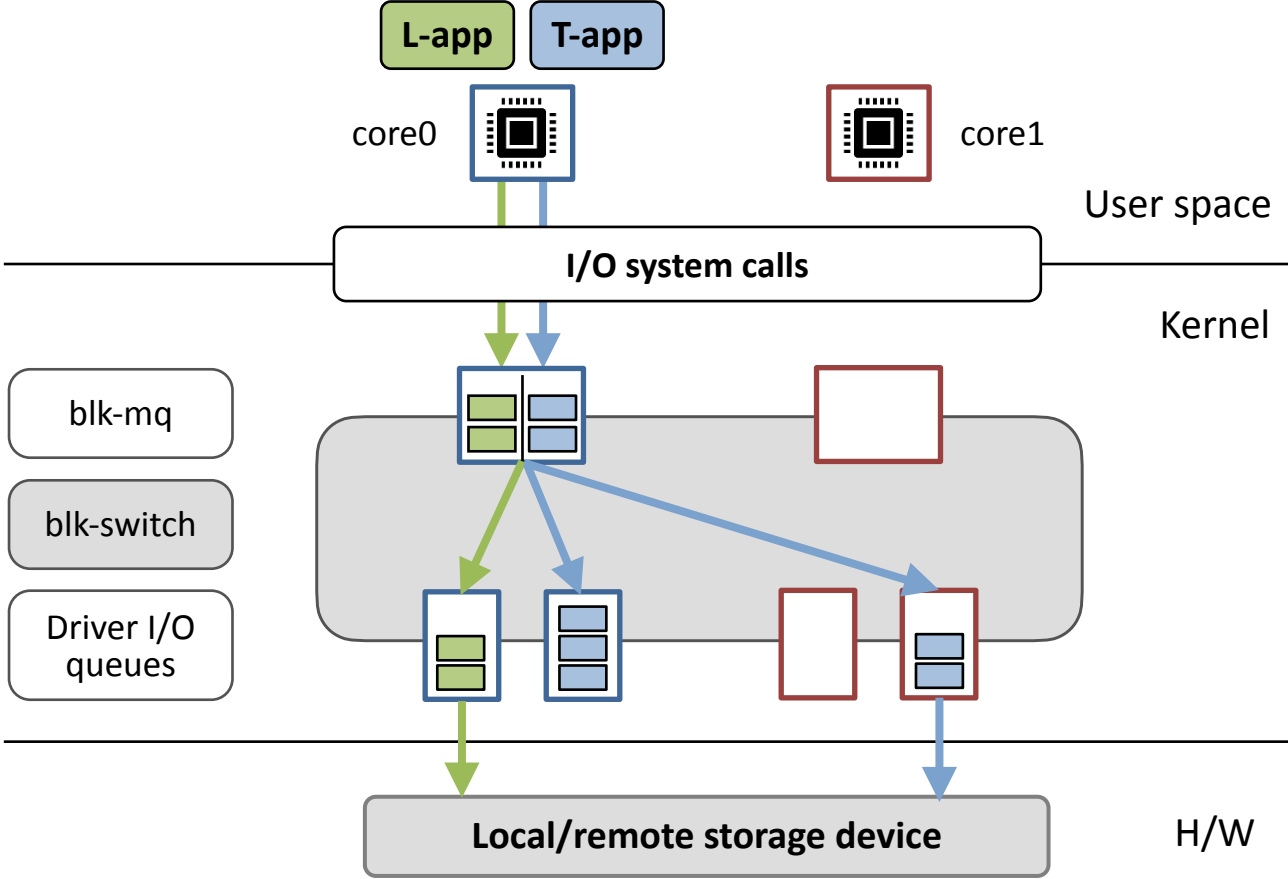 L-app
T-app
core0
core1
User space
I/O system calls
Kernel
blk-mq
blk-switch
Driver I/O
queues
Local/remote storage device
H/W